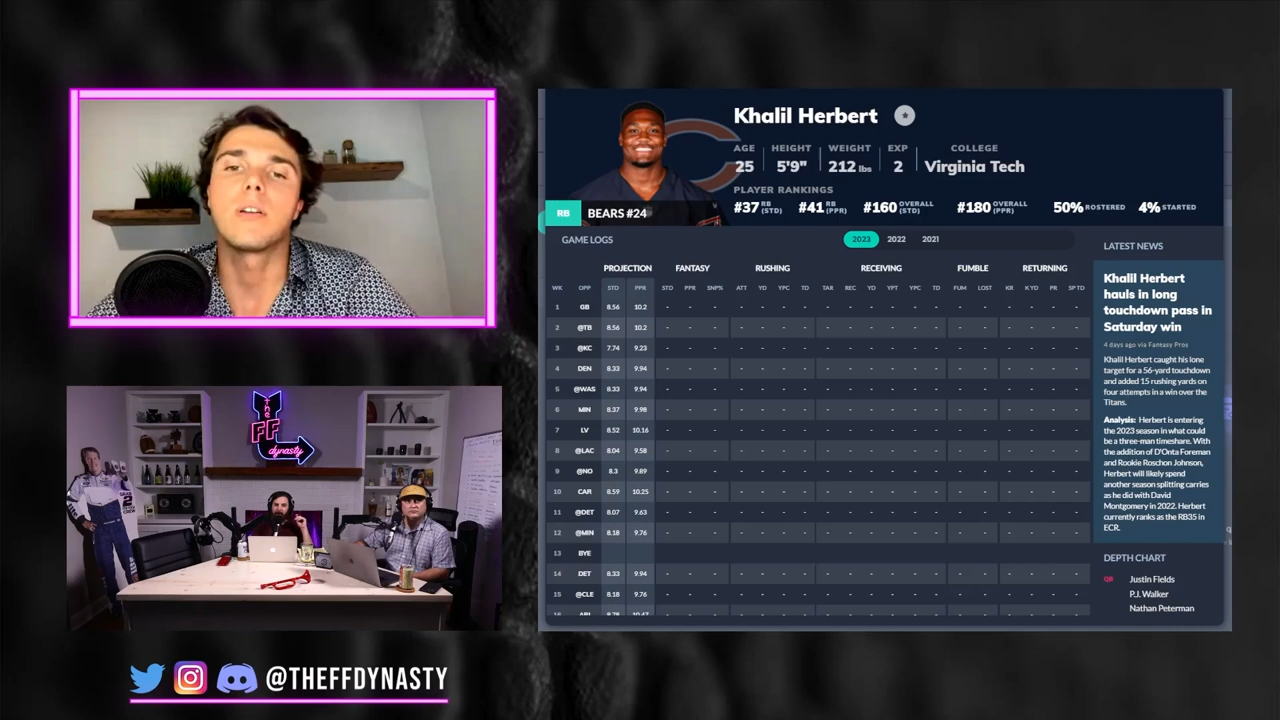 the
FF
dynasty
@THEFFDYNASTY
Khalil Herbert
AGE HEIGHT WEIGHT EXP COLLEGE
25 5'9" 212 lbs 2 Virginia Tech
PLAYER RANKINGS
#37 RB (STD) #41 RB (PPR) #160 OVERALL (STD) #180 OVERALL (PPR) 50% ROSTERED 4% STARTED
RB BEARS #24
GAME LOGS 2023 2022 2021
PROJECTION FANTASY RUSHING RECEIVING FUMBLE RETURNING
WK OPP STD PPR STD PPR SNP% ATT YD YPC TD TAR REC YD YPT YPC TD FUM LOST KR KYD PR SPTD
1 GB 8.56 10.2 - - - - - - - - - - - - - - - - - - -
2 @TB 8.56 10.2 - - - - - - - - - - - - - - - - - - -
3 @KC 7.74 9.23 - - - - - - - - - - - - - - - - - - -
4 DEN 8.33 9.94 - - - - - - - - - - - - - - - - - - -
5 @WAS 8.33 9.94 - - - - - - - - - - - - - - - - - - -
6 MIN 8.37 9.98 - - - - - - - - - - - - - - - - - - -
7 LV 8.52 10.16 - - - - - - - - - - - - - - - - - - -
8 @LAC 8.04 9.58 - - - - - - - - - - - - - - - - - - -
9 @NO 8.3 9.89 - - - - - - - - - - - - - - - - - - -
10 CAR 8.59 10.25 - - - - - - - - - - - - - - - - - - -
11 @DET 8.07 9.63 - - - - - - - - - - - - - - - - - - -
12 @MIN 8.18 9.76 - - - - - - - - - - - - - - - - - - -
13 BYE
14 DET 8.33 9.94 - - - - - - - - - - - - - - - - - - -
15 @CLE 8.18 9.76 - - - - - - - - - - - - - - - - - - -
LATEST NEWS
Khalil Herbert
hauls in long
touchdown pass in
Saturday win
4 days ago via Fantasy Pros
Khalil Herbert caught his lone
target for a 56-yard touchdown
and added 15 rushing yards on
four attempts in a win over the
Titans.
Analysis: Herbert is entering
the 2023 season in what could
be a three-man timeshare. With
the addition of D'Onta Foreman
and Rookie Roschon Johnson,
Herbert will likely spend
another season splitting carries
as he did with David
Montgomery in 2022. Herbert
currently ranks as the RB35 in
ECR.
DEPTH CHART
QB Justin Fields
P.J. Walker
Nathan Peterman